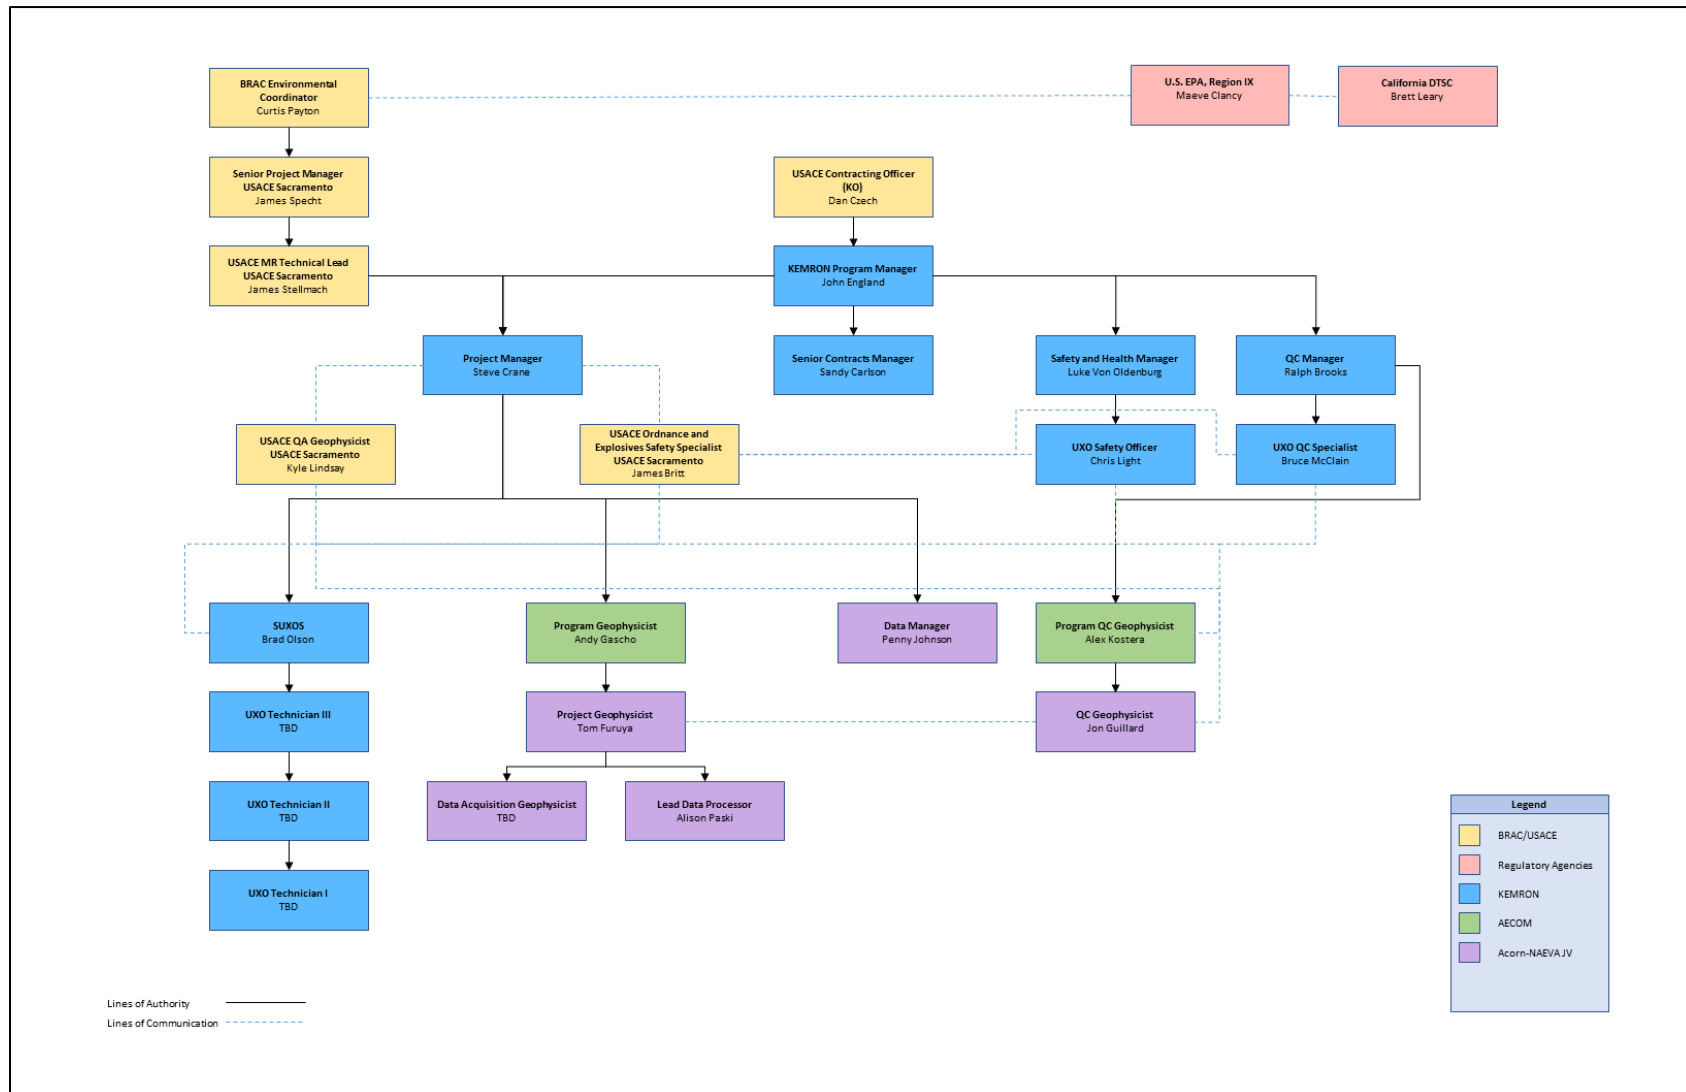 BRAC Environmental
Coordinator
Curtis Payton
U.S. EPA, Region IX
Maeve Clancy
California DTSC
Brett Leary
Senior Project Manager
USACE Sacramento
James Specht
USACE Contracting Officer
(KO)
Dan Czech
USACE MR Technical Lead
USACE Sacramento
James Stellmach
KEMRON Program Manager
John England
Project Manager
Steve Crane
Senior Contracts Manager
Sandy Carlson
Safety and Health Manager
Luke Von Oldenburg
QC Manager
Ralph Brooks
USACE QA Geophysicist
USACE Sacramento
Kyle Lindsay
USACE Ordnance and
Explosives Safety Specialist
USACE Sacramento
James Britt
UXO Safety Officer
Chris Light
UXO QC Specialist
Bruce McClain
SUXOS
Brad Olson
Program Geophysicist
Andy Gascho
Data Manager
Penny Johnson
Program QC Geophysicist
Alex Kostera
UXO Technician III
TBD
Project Geophysicist
Tom Furuya
QC Geophysicist
Jon Guillard
UXO Technician II
TBD
Data Acquisition Geophysicist
TBD
Lead Data Processor
Alison Paski
UXO Technician I
TBD
Legend
BRAC/USACE
Regulatory Agencies
KEMRON
AECOM
Acorn-NAEVA JV
Lines of Authority
Lines of Communication